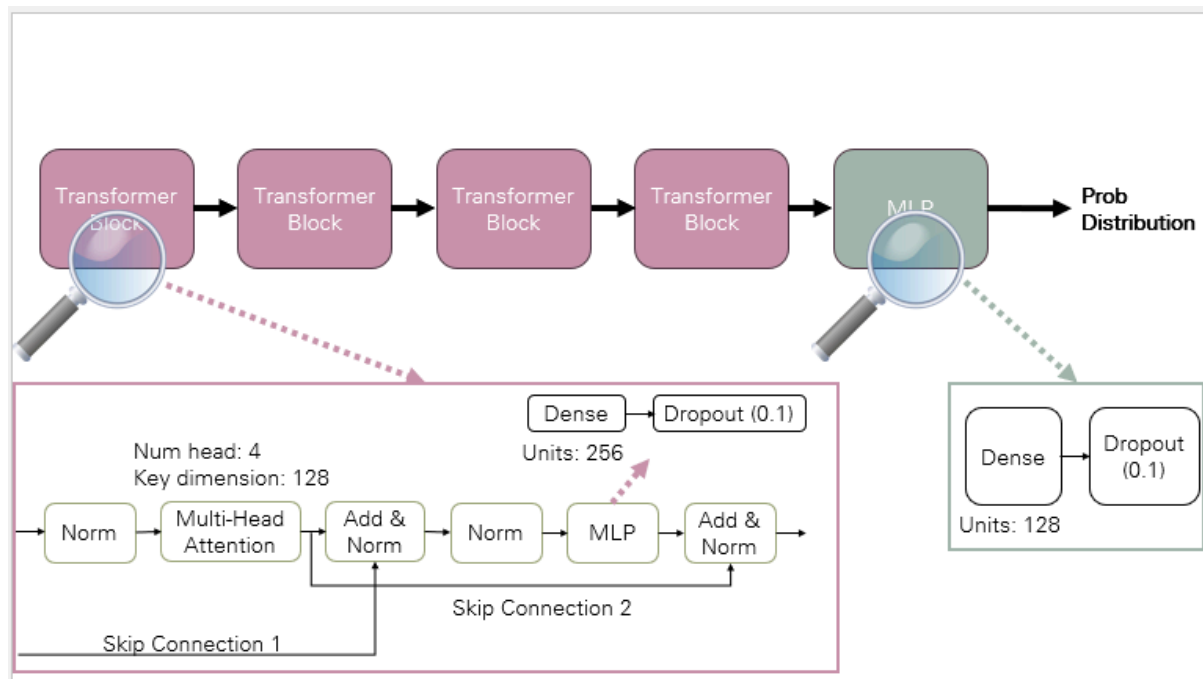 Transformer
Block
Transformer
Block
Transformer
Block
Transformer
Block
MLP
Prob
Distribution
Dense
Dropout (0.1)
Units: 256
Num head: 4
Key dimension: 128
Norm
Multi-Head
Attention
Add &
Norm
Norm
MLP
Add &
Norm
Skip Connection 2
Skip Connection 1
Dense
Dropout
(0.1)
Units: 128